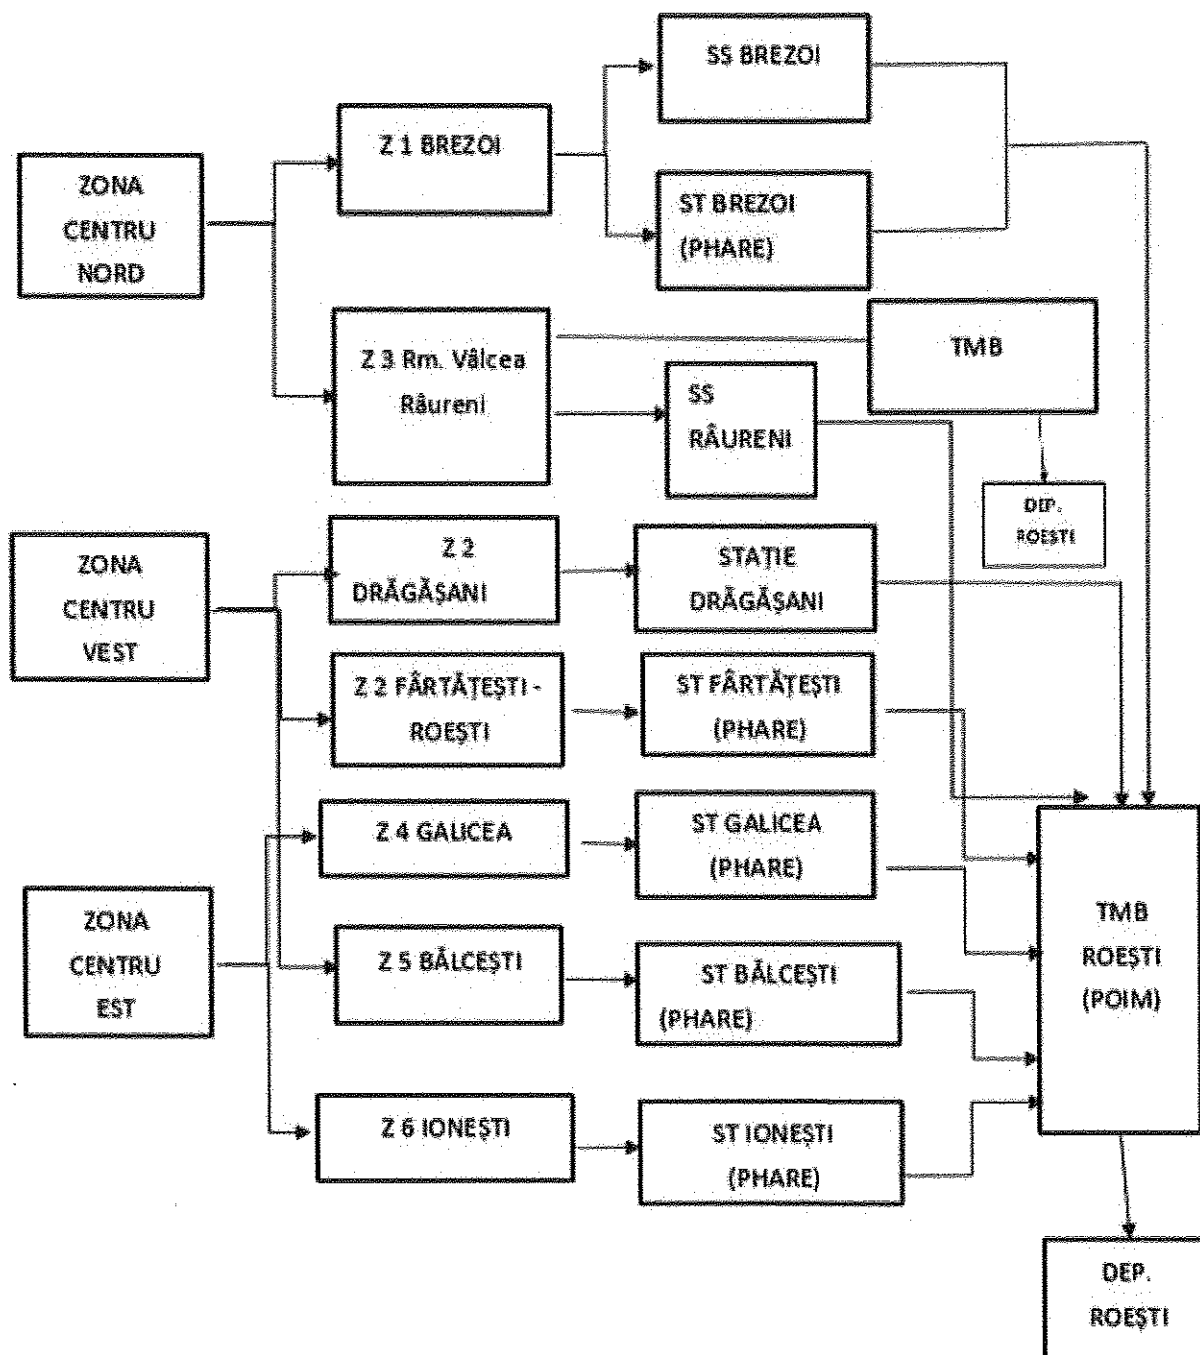 SS BREZOI
Z 1 BREZOI
ZONA
CENTRU
NORD
ST BREZOI
(PHARE)
Z 3 Rm. Vâlcea
Râureni
TMB
SS
RÂURENI
DEP.
ROEȘTI
ZONA
CENTRU
VEST
Z 2
DRĂGĂȘANI
STAȚIE
DRĂGĂȘANI
Z 2 FÂRTĂȚEȘTI -
ROEȘTI
ST FÂRTĂȚEȘTI
(PHARE)
Z 4 GALICEA
ST GALICEA
(PHARE)
ZONA
CENTRU
EST
Z 5 BĂLCEȘTI
ST BĂLCEȘTI
(PHARE)
TMB
ROEȘTI
(POIM)
Z 6 IONEȘTI
ST IONEȘTI
(PHARE)
DEP.
ROEȘTI